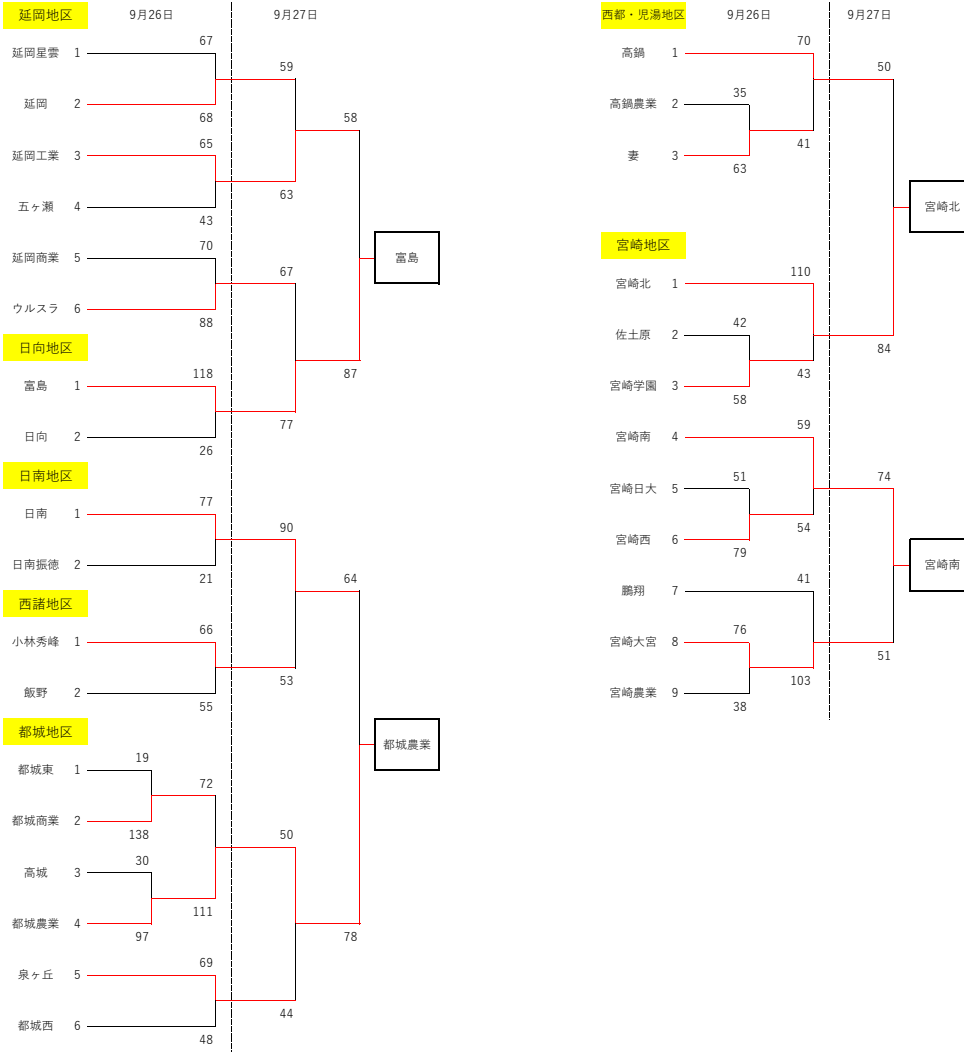 延岡地区 9月26日 9月27日
67
延岡星雲 1
59
延岡 2
68
58
65
延岡工業 3
63
五ヶ瀬 4
43
70
延岡商業 5
富島
67
ウルスラ 6
88
日向地区
118
87
富島 1
77
日向 2
26
日南地区
77
日南 1
90
日南振徳 2
21
64
西諸地区
66
小林秀峰 1
53
飯野 2
55
都城地区
都城農業
19
都城東 1
72
都城商業 2
138
50
30
高城 3
111
都城農業 4
97
78
69
泉ヶ丘 5
44
都城西 6
48
西都・児湯地区 9月26日 9月27日
70
高鍋 1
50
35
高鍋農業 2
41
妻 3
63
宮崎北
宮崎地区
110
宮崎北 1
42
佐土原 2
84
43
宮崎学園 3
58
59
宮崎南 4
51
74
宮崎日大 5
54
宮崎西 6
79
宮崎南
41
鵬翔 7
76
宮崎大宮 8
51
103
宮崎農業 9
38